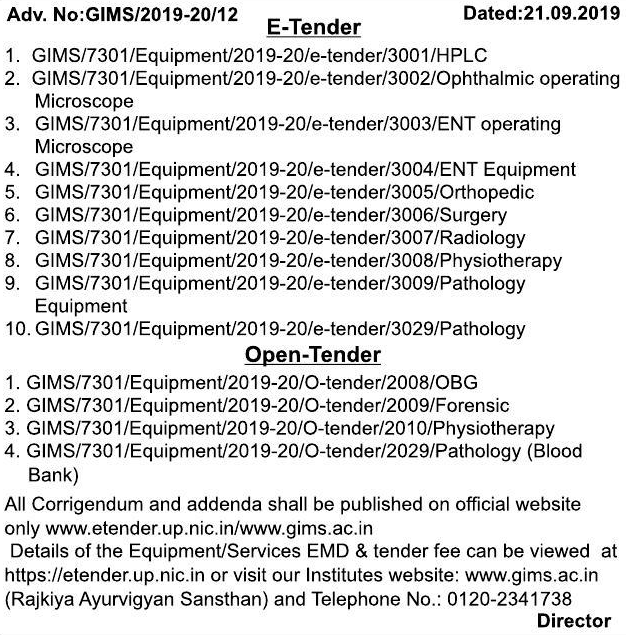 Adv. No:GIMS/2019-20/12 Dated:21.09.2019
E-Tender
1. GIMS/7301/Equipment/2019-20/e-tender/3001/HPLC
2. GIMS/7301/Equipment/2019-20/e-tender/3002/Ophthalmic operating
Microscope
3. GIMS/7301/Equipment/2019-20/e-tender/3003/ENT operating
Microscope
4. GIMS/7301/Equipment/2019-20/e-tender/3004/ENT Equipment
5. GIMS/7301/Equipment/2019-20/e-tender/3005/Orthopedic
6. GIMS/7301/Equipment/2019-20/e-tender/3006/Surgery
7. GIMS/7301/Equipment/2019-20/e-tender/3007/Radiology
8. GIMS/7301/Equipment/2019-20/e-tender/3008/Physiotherapy
9. GIMS/7301/Equipment/2019-20/e-tender/3009/Pathology
Equipment
10. GIMS/7301/Equipment/2019-20/e-tender/3029/Pathology
Open-Tender
1. GIMS/7301/Equipment/2019-20/O-tender/2008/OBG
2. GIMS/7301/Equipment/2019-20/O-tender/2009/Forensic
3. GIMS/7301/Equipment/2019-20/O-tender/2010/Physiotherapy
4. GIMS/7301/Equipment/2019-20/O-tender/2029/Pathology (Blood
Bank)
All Corrigendum and addenda shall be published on official website
only www.etender.up.nic.in/www.gims.ac.in
Details of the Equipment/Services EMD & tender fee can be viewed at
https://etender.up.nic.in or visit our Institutes website: www.gims.ac.in
(Rajkiya Ayurvigyan Sansthan) and Telephone No.: 0120-2341738
Director